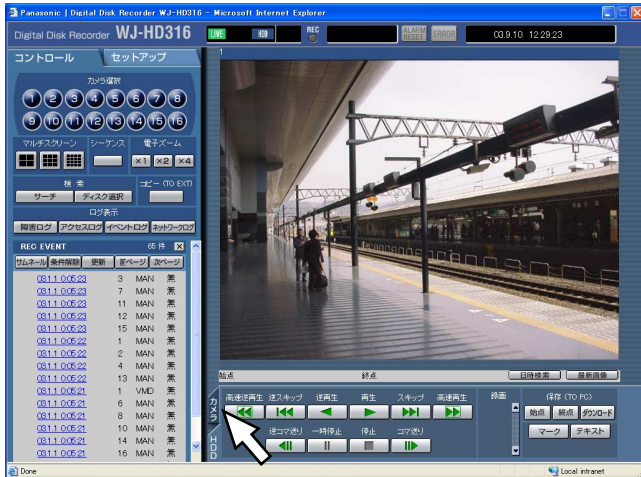 Panasonic | Digital Disk Recorder WJ-HD316 - Microsoft Internet Explorer
Digital Disk Recorder WJ-HD316
LIVE HDD REC ALARM RESET ERROR 03.9.10 12:29:23
コントロール セットアップ
1
カメラ選択
1 2 3 4 5 6 7 8
9 10 11 12 13 14 15 16
マルチスクリーン シーケンス 電子ズーム
×1 ×2 ×4
検 索 コピー (TO EXT)
サーチ ディスク選択
ログ表示
障害ログ アクセスログ イベントログ ネットワークログ
REC EVENT 65 件
サムネール 条件解除 更新 前ページ 次ページ
03.1.1 0:05:23 3 MAN 無
03.1.1 0:05:23 7 MAN 無
03.1.1 0:05:23 11 MAN 無
03.1.1 0:05:23 12 MAN 無
03.1.1 0:05:23 15 MAN 無
03.1.1 0:05:22 1 MAN 無
03.1.1 0:05:22 2 MAN 無
03.1.1 0:05:22 4 MAN 無
03.1.1 0:05:22 13 MAN 無
03.1.1 0:05:21 1 VMD 無
03.1.1 0:05:21 6 MAN 無
03.1.1 0:05:21 8 MAN 無
03.1.1 0:05:21 10 MAN 無
03.1.1 0:05:21 14 MAN 無
03.1.1 0:05:21 16 MAN 無
始点 終点 日時検索 最新画像
カメラ
HDD
高速逆再生 逆スキップ 逆再生 再生 スキップ 高速再生
逆コマ送り 一時停止 停止 コマ送り
録画
保存 (TO PC)
始点 終点 ダウンロード
マーク テキスト
Done Local intranet